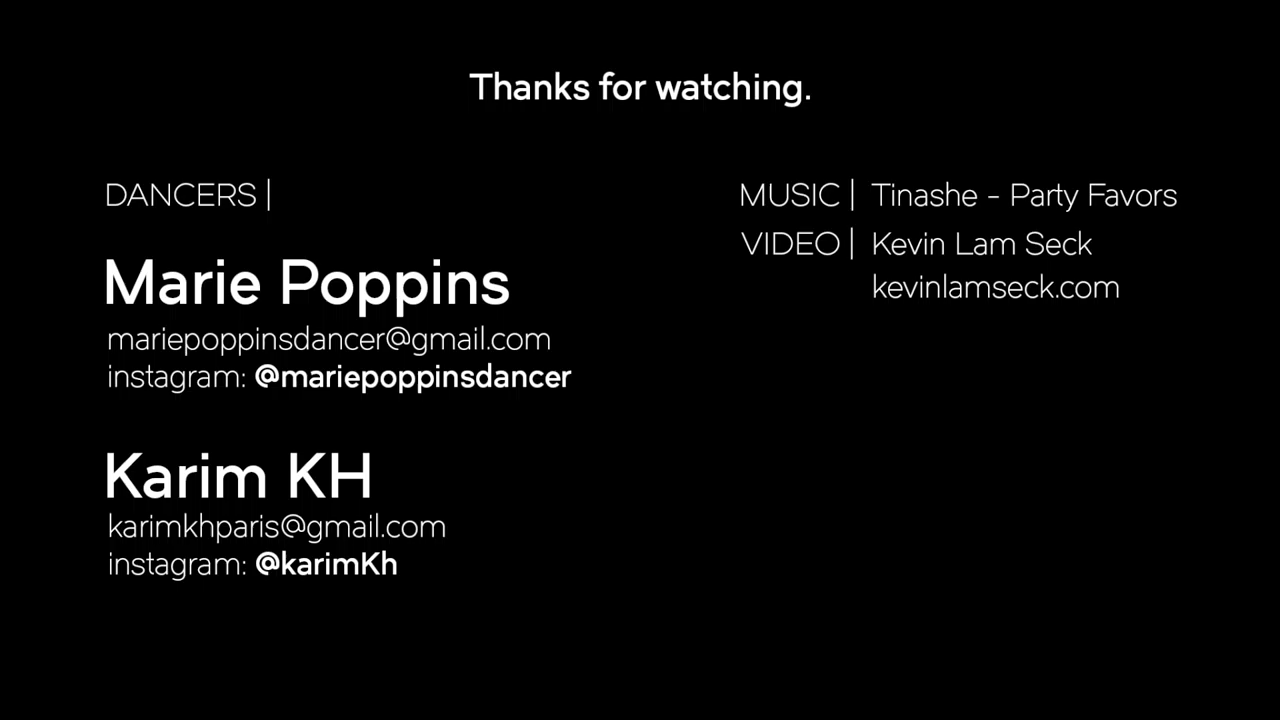 Thanks for watching.
DANCERS |
Marie Poppins
mariepoppinsdancer@gmail.com
instagram: @mariepoppinsdancer
Karim KH
karimkhparis@gmail.com
instagram: @karimKh
MUSIC | Tinashe - Party Favors
VIDEO | Kevin Lam Seck
kevinlamseck.com